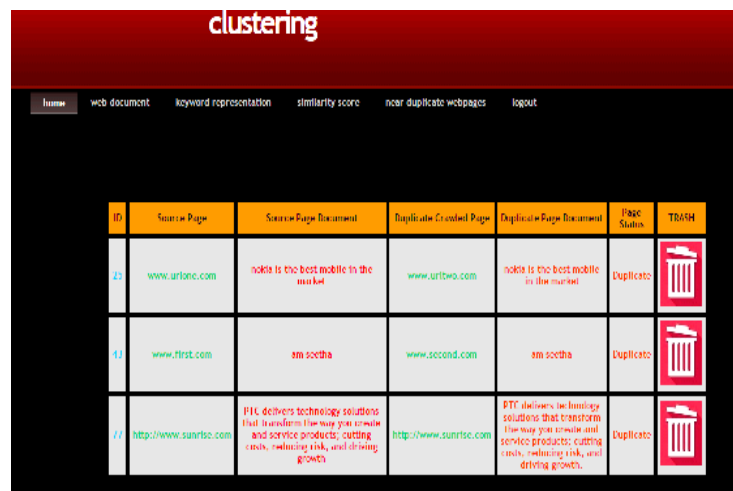 clustering
home web document keyword representation similarity score near duplicate webpages logout
ID Source Page Source Page Document Duplicate Crawled Page Duplicate Page Document Page Status TRASH
25 www.urlone.com nokia is the best mobile in the market www.urltwo.com nokia is the best mobile in the market Duplicate
43 www.first.com am seetha www.second.com am seetha Duplicate
77 http://www.sunrise.com PTC delivers technology solutions that transform the way you create and service products; cutting costs, reducing risk, and driving growth http://www.sunrise.com PTC delivers technology solutions that transform the way you create and service products; cutting costs, reducing risk, and driving growth. Duplicate